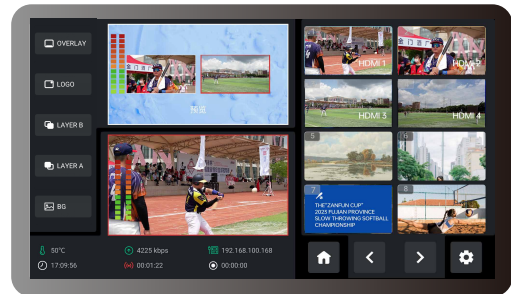 OVERLAY
LOGO
LAYER B
LAYER A
BG
预览
HDMI 1
HDMI 2
HDMI 3
HDMI 4
5
6
7
THE"ZANFUN CUP"
2025 FUJIAN PROVINCE
SLOW THROWING SOFTBALL
CHAMPIONSHIP
8
50°C
4225 kbps
192.168.100.168
17:09:56
00:01:22
00:00:00